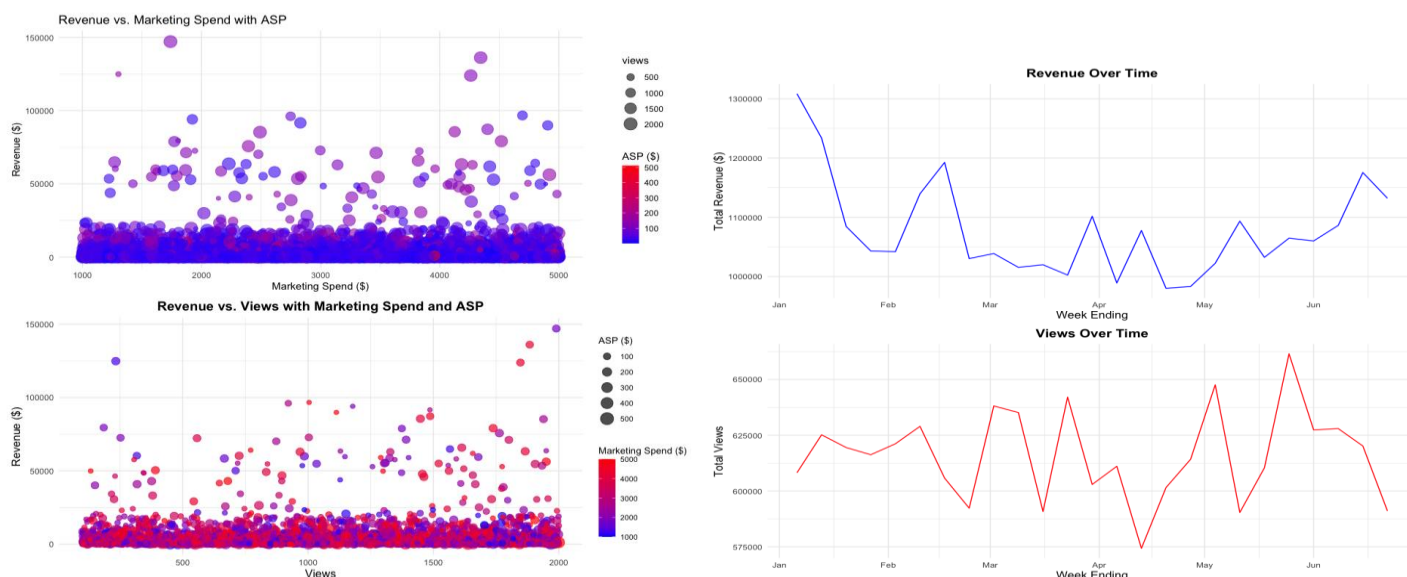 Revenue vs. Marketing Spend with ASP
150000
100000
50000
0
Revenue ($)
1000 2000 3000 4000 5000
Marketing Spend ($)
views
500
1000
1500
2000
ASP ($)
500
400
300
200
100
Revenue vs. Views with Marketing Spend and ASP
150000
100000
50000
0
Revenue ($)
500 1000 1500 2000
Views
ASP ($)
100
200
300
400
500
Marketing Spend ($)
5000
4000
3000
2000
1000
Revenue Over Time
1300000
1200000
1100000
1000000
Total Revenue ($)
Jan Feb Mar Apr May Jun
Week Ending
Views Over Time
650000
625000
600000
575000
Total Views
Jan Feb Mar Apr May Jun
Week Ending